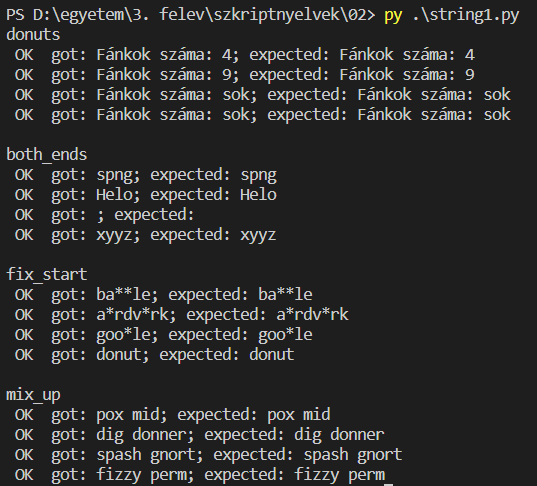 PS D:\egyetem\3. felev\szkriptnyelvek\02> py .\string1.py
donuts
OK got: Fánkok száma: 4; expected: Fánkok száma: 4
OK got: Fánkok száma: 9; expected: Fánkok száma: 9
OK got: Fánkok száma: sok; expected: Fánkok száma: sok
OK got: Fánkok száma: sok; expected: Fánkok száma: sok

both_ends
OK got: spng; expected: spng
OK got: Helo; expected: Helo
OK got: ; expected:
OK got: xyyz; expected: xyyz

fix_start
OK got: ba**le; expected: ba**le
OK got: a*rdv*rk; expected: a*rdv*rk
OK got: goo*le; expected: goo*le
OK got: donut; expected: donut

mix_up
OK got: pox mid; expected: pox mid
OK got: dig donner; expected: dig donner
OK got: spash gnort; expected: spash gnort
OK got: fizzy perm; expected: fizzy perm